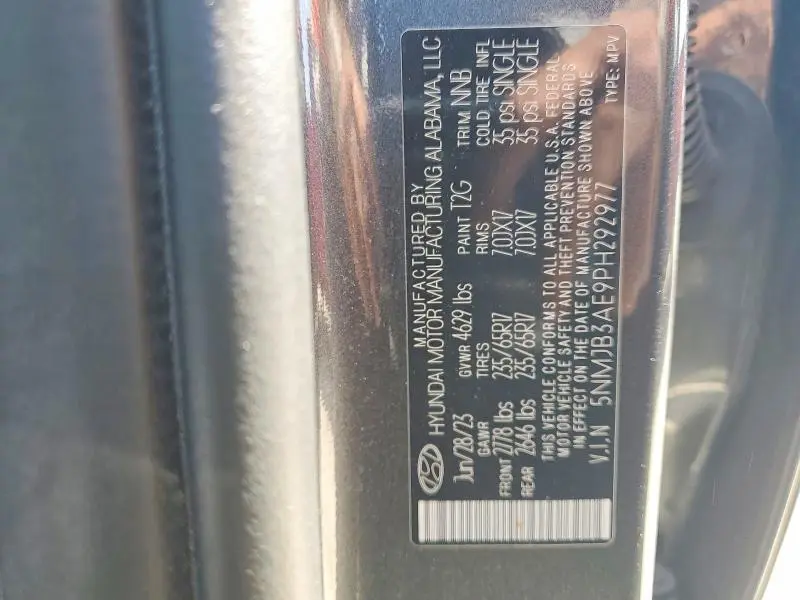 MANUFACTURED BY
HYUNDAI MOTOR MANUFACTURING ALABAMA, LLC
Jun/28/23 GVWR 4629 lbs PAINT T2G TRIM NNB
GAWR TIRES RIMS COLD TIRE INFL
FRONT 2778 lbs 235/65R17 7.0JX17 35 psi SINGLE
REAR 2646 lbs 235/65R17 7.0JX17 35 psi SINGLE
THIS VEHICLE CONFORMS TO ALL APPLICABLE U.S.A. FEDERAL
MOTOR VEHICLE SAFETY AND THEFT PREVENTION STANDARDS
IN EFFECT ON THE DATE OF MANUFACTURE SHOWN ABOVE
V.I.N 5NMJB3AE9PH292977 TYPE: MPV